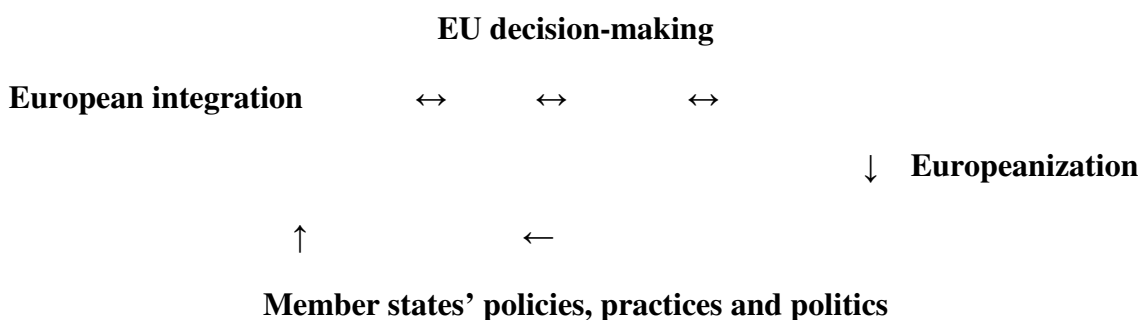 EU decision-making
European integration ↔ ↔ ↔
↓ Europeanization
↑ ←
Member states’ policies, practices and politics